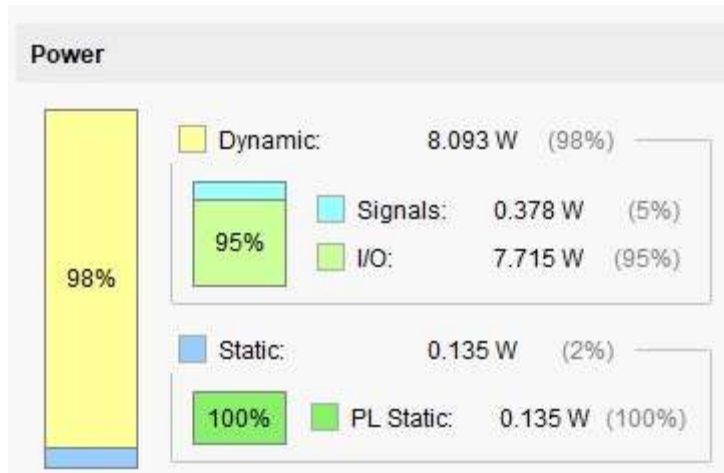 Power
Dynamic: 8.093 W (98%)
Signals: 0.378 W (5%)
95%
I/O: 7.715 W (95%)
98%
Static: 0.135 W (2%)
100% PL Static: 0.135 W (100%)